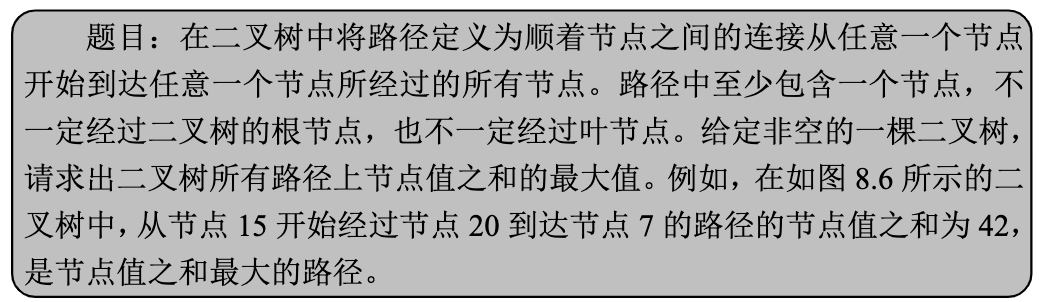 题目：在二叉树中将路径定义为顺着节点之间的连接从任意一个节点
开始到达任意一个节点所经过的所有节点。路径中至少包含一个节点，不
一定经过二叉树的根节点，也不一定经过叶节点。给定非空的一棵二叉树，
请求出二叉树所有路径上节点值之和的最大值。例如，在如图 8.6 所示的二
叉树中，从节点 15 开始经过节点 20 到达节点 7 的路径的节点值之和为 42，
是节点值之和最大的路径。